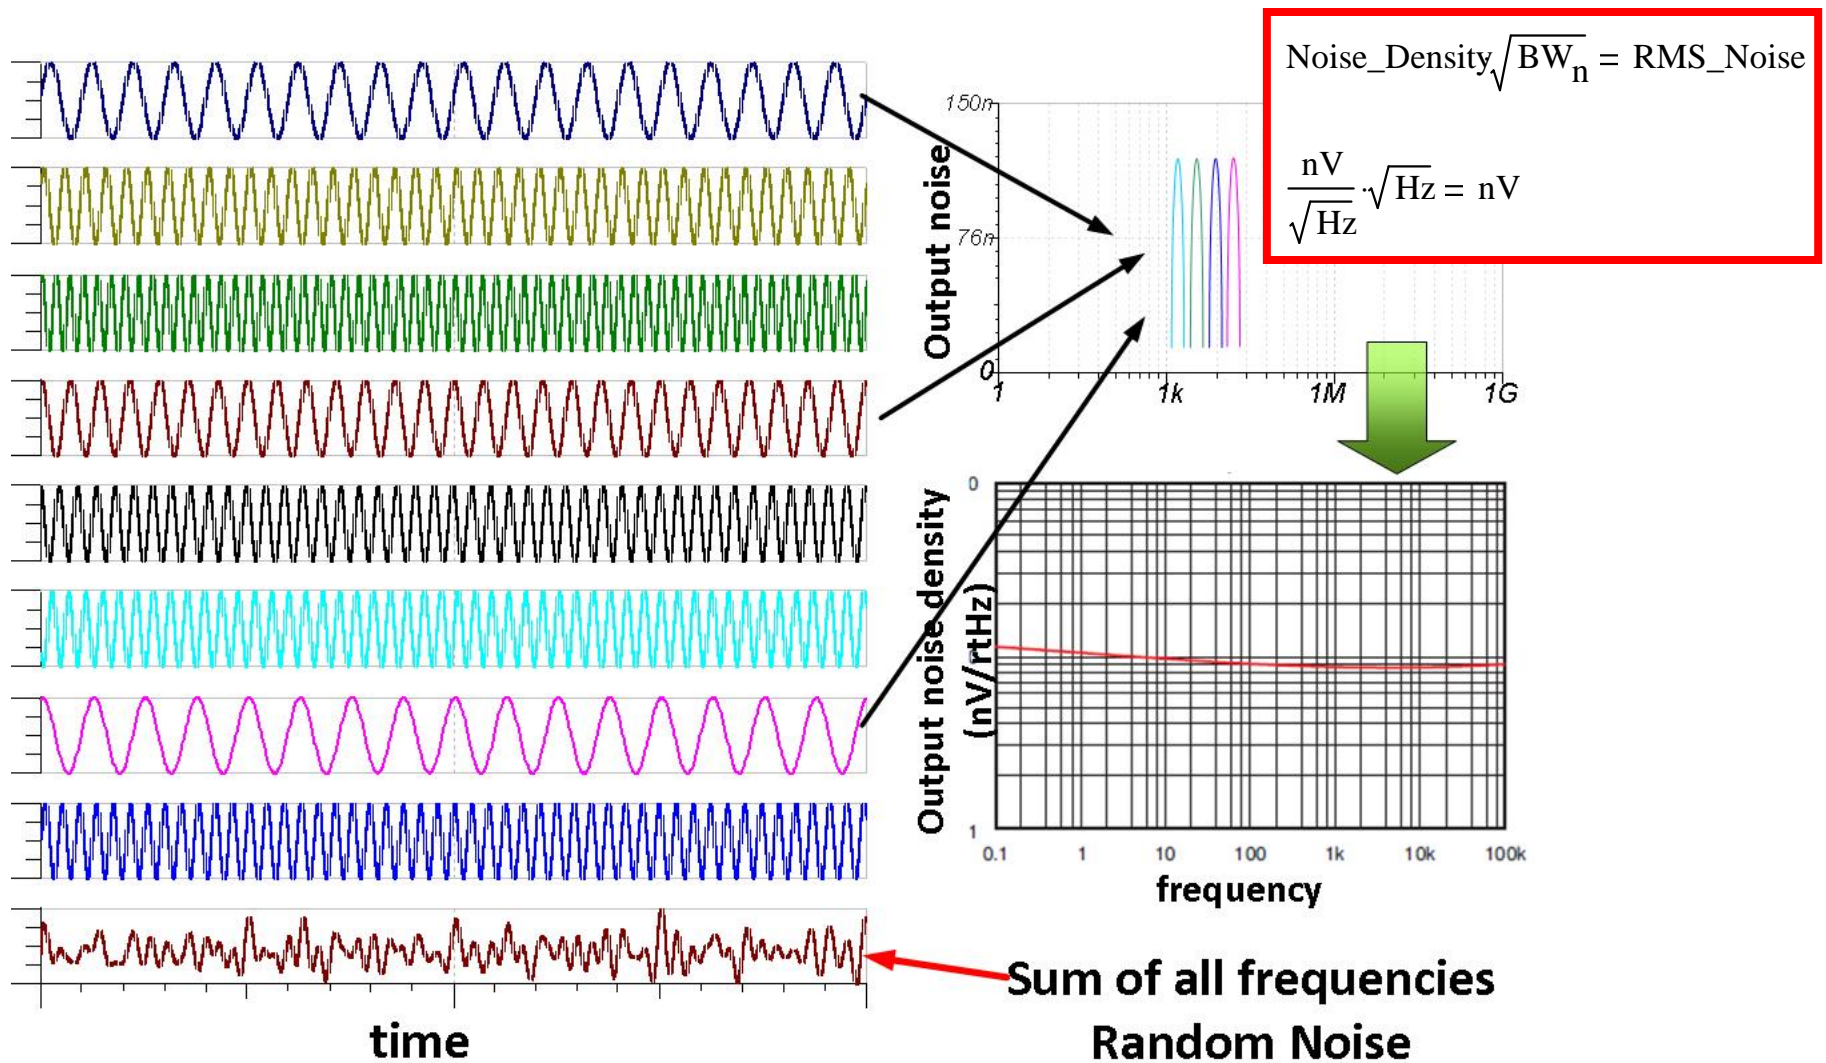 Noise_Density√BWn = RMS_Noise
nV/√Hz ·√Hz = nV
Output noise
150n
76n
0
1
1k
1M
1G
Output noise density
(nV/rtHz)
0
1
0.1
1
10
100
1k
10k
100k
frequency
Sum of all frequencies
Random Noise
time